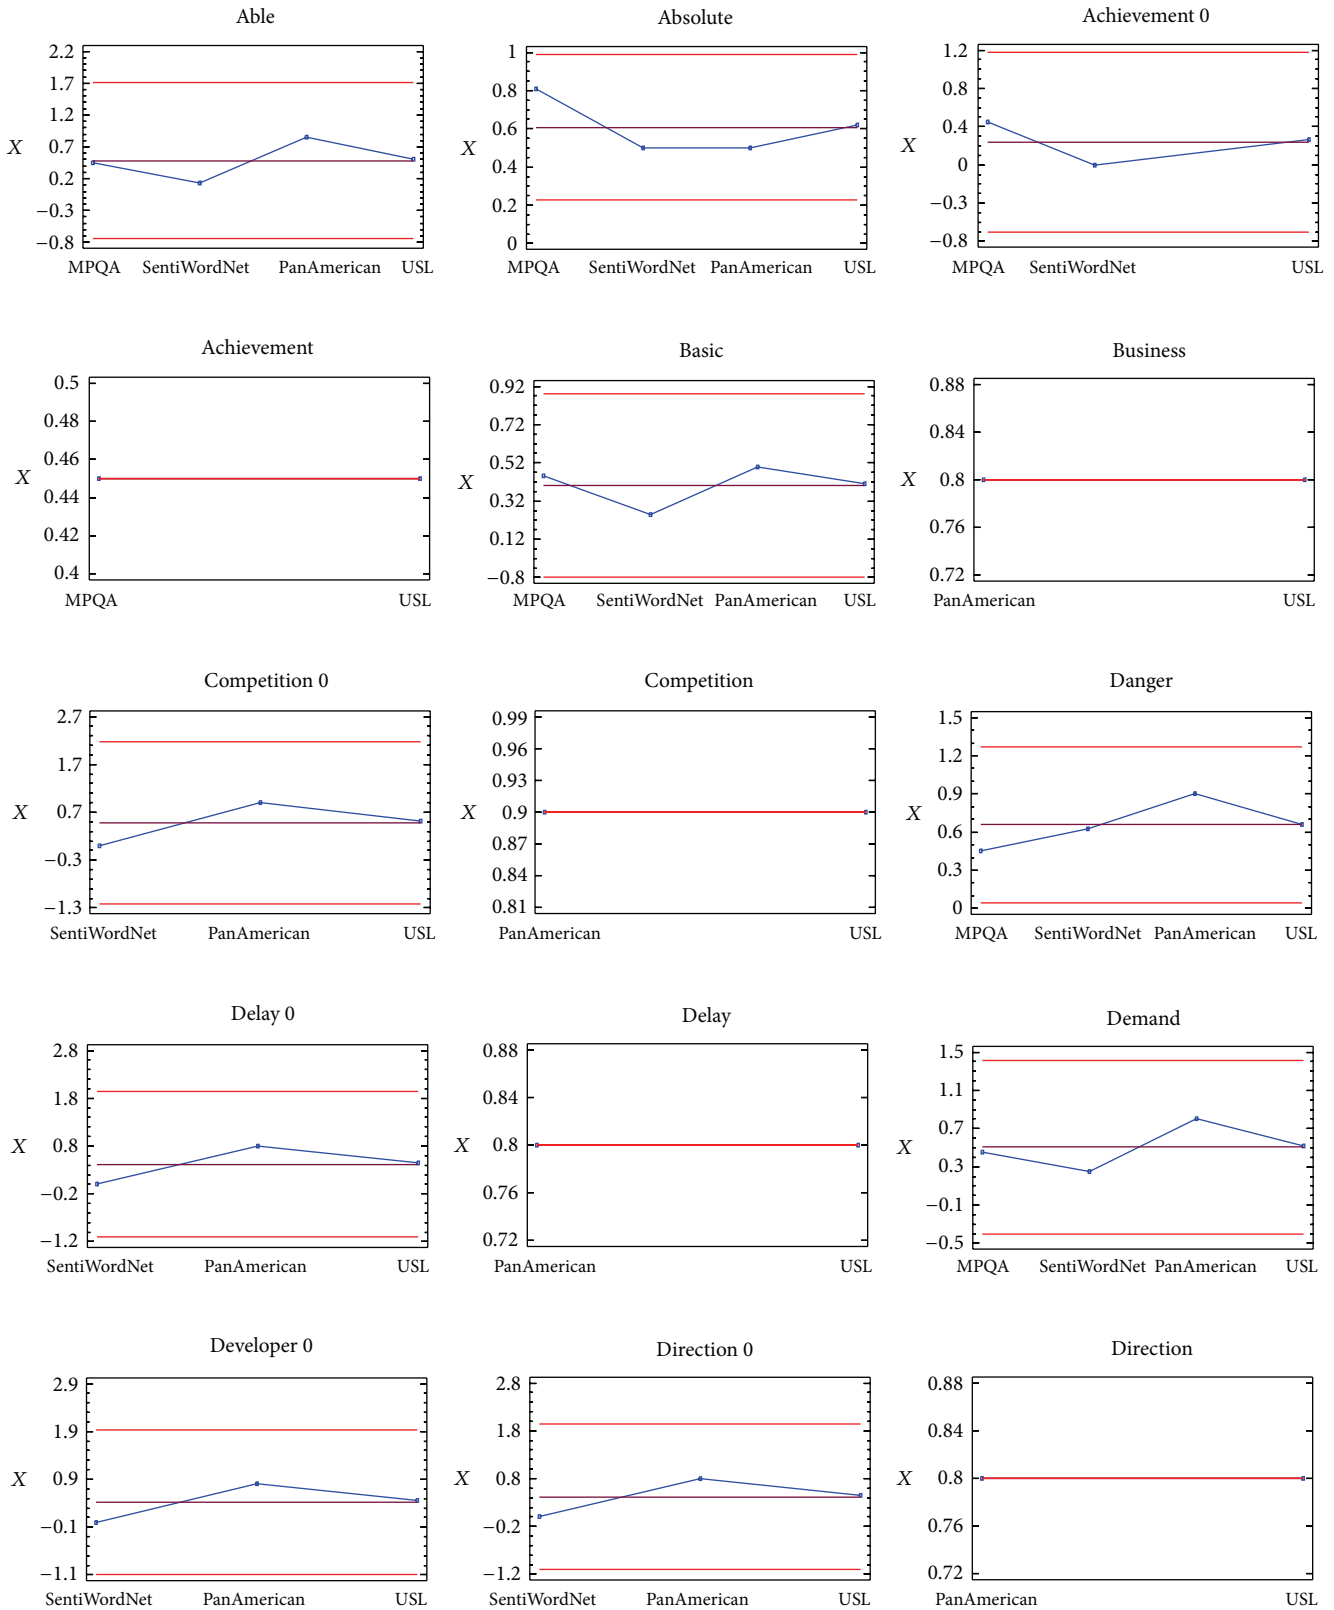 Able
2.2
1.7
1.2
0.7
0.2
−0.3
−0.8
X
MPQA SentiWordNet PanAmerican USL
Absolute
1
0.8
0.6
0.4
0.2
0
X
MPQA SentiWordNet PanAmerican USL
Achievement 0
1.2
0.8
0.4
0
−0.3
−0.8
X
MPQA SentiWordNet USL
Achievement
0.5
0.48
0.46
0.44
0.42
0.4
X
MPQA USL
Basic
0.92
0.72
0.52
0.32
0.12
−0.8
X
MPQA SentiWordNet PanAmerican USL
Business
0.88
0.84
0.8
0.76
0.72
X
PanAmerican USL
Competition 0
2.7
1.7
0.7
−0.3
−1.3
X
SentiWordNet PanAmerican USL
Competition
0.99
0.96
0.93
0.9
0.87
0.84
0.81
X
PanAmerican USL
Danger
1.5
1.2
0.9
0.6
0.3
0
X
MPQA SentiWordNet PanAmerican USL
Delay 0
2.8
1.8
0.8
−0.2
−1.2
X
SentiWordNet PanAmerican USL
Delay
0.88
0.84
0.8
0.76
0.72
X
PanAmerican USL
Demand
1.5
1.1
0.7
0.3
−0.1
−0.5
X
MPQA SentiWordNet PanAmerican USL
Developer 0
2.9
1.9
0.9
−0.1
−1.1
X
SentiWordNet PanAmerican USL
Direction 0
2.8
1.8
0.8
−0.2
−1.2
X
SentiWordNet PanAmerican USL
Direction
0.88
0.84
0.8
0.76
0.72
X
PanAmerican USL